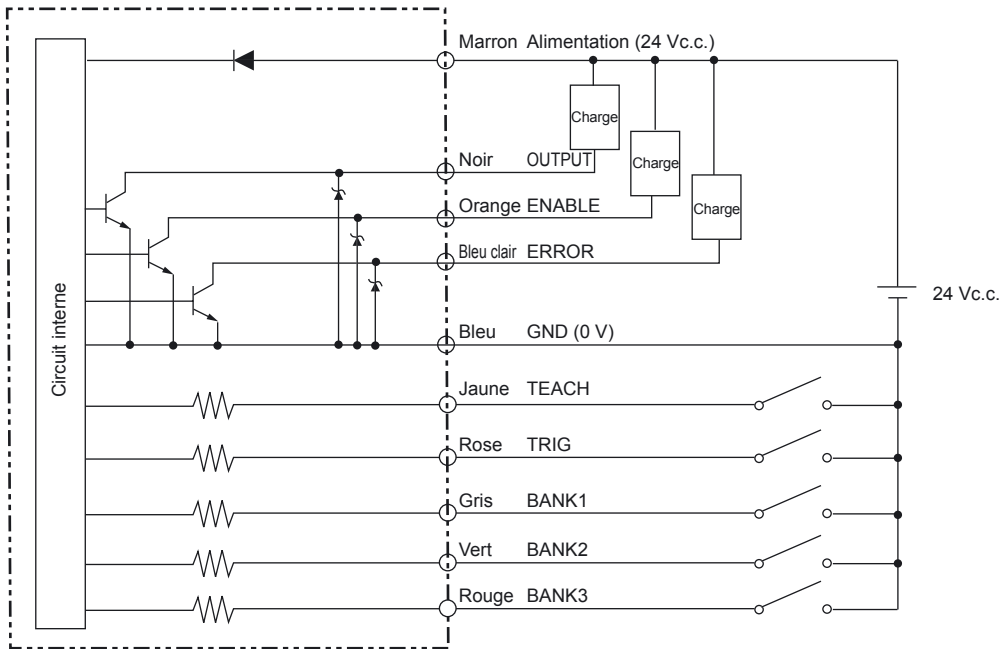 Marron Alimentation (24 Vc.c.)
Charge
Noir OUTPUT
Charge
Orange ENABLE
Charge
Bleu clair ERROR
24 Vc.c.
Circuit interne
Bleu GND (0 V)
Jaune TEACH
Rose TRIG
Gris BANK1
Vert BANK2
Rouge BANK3